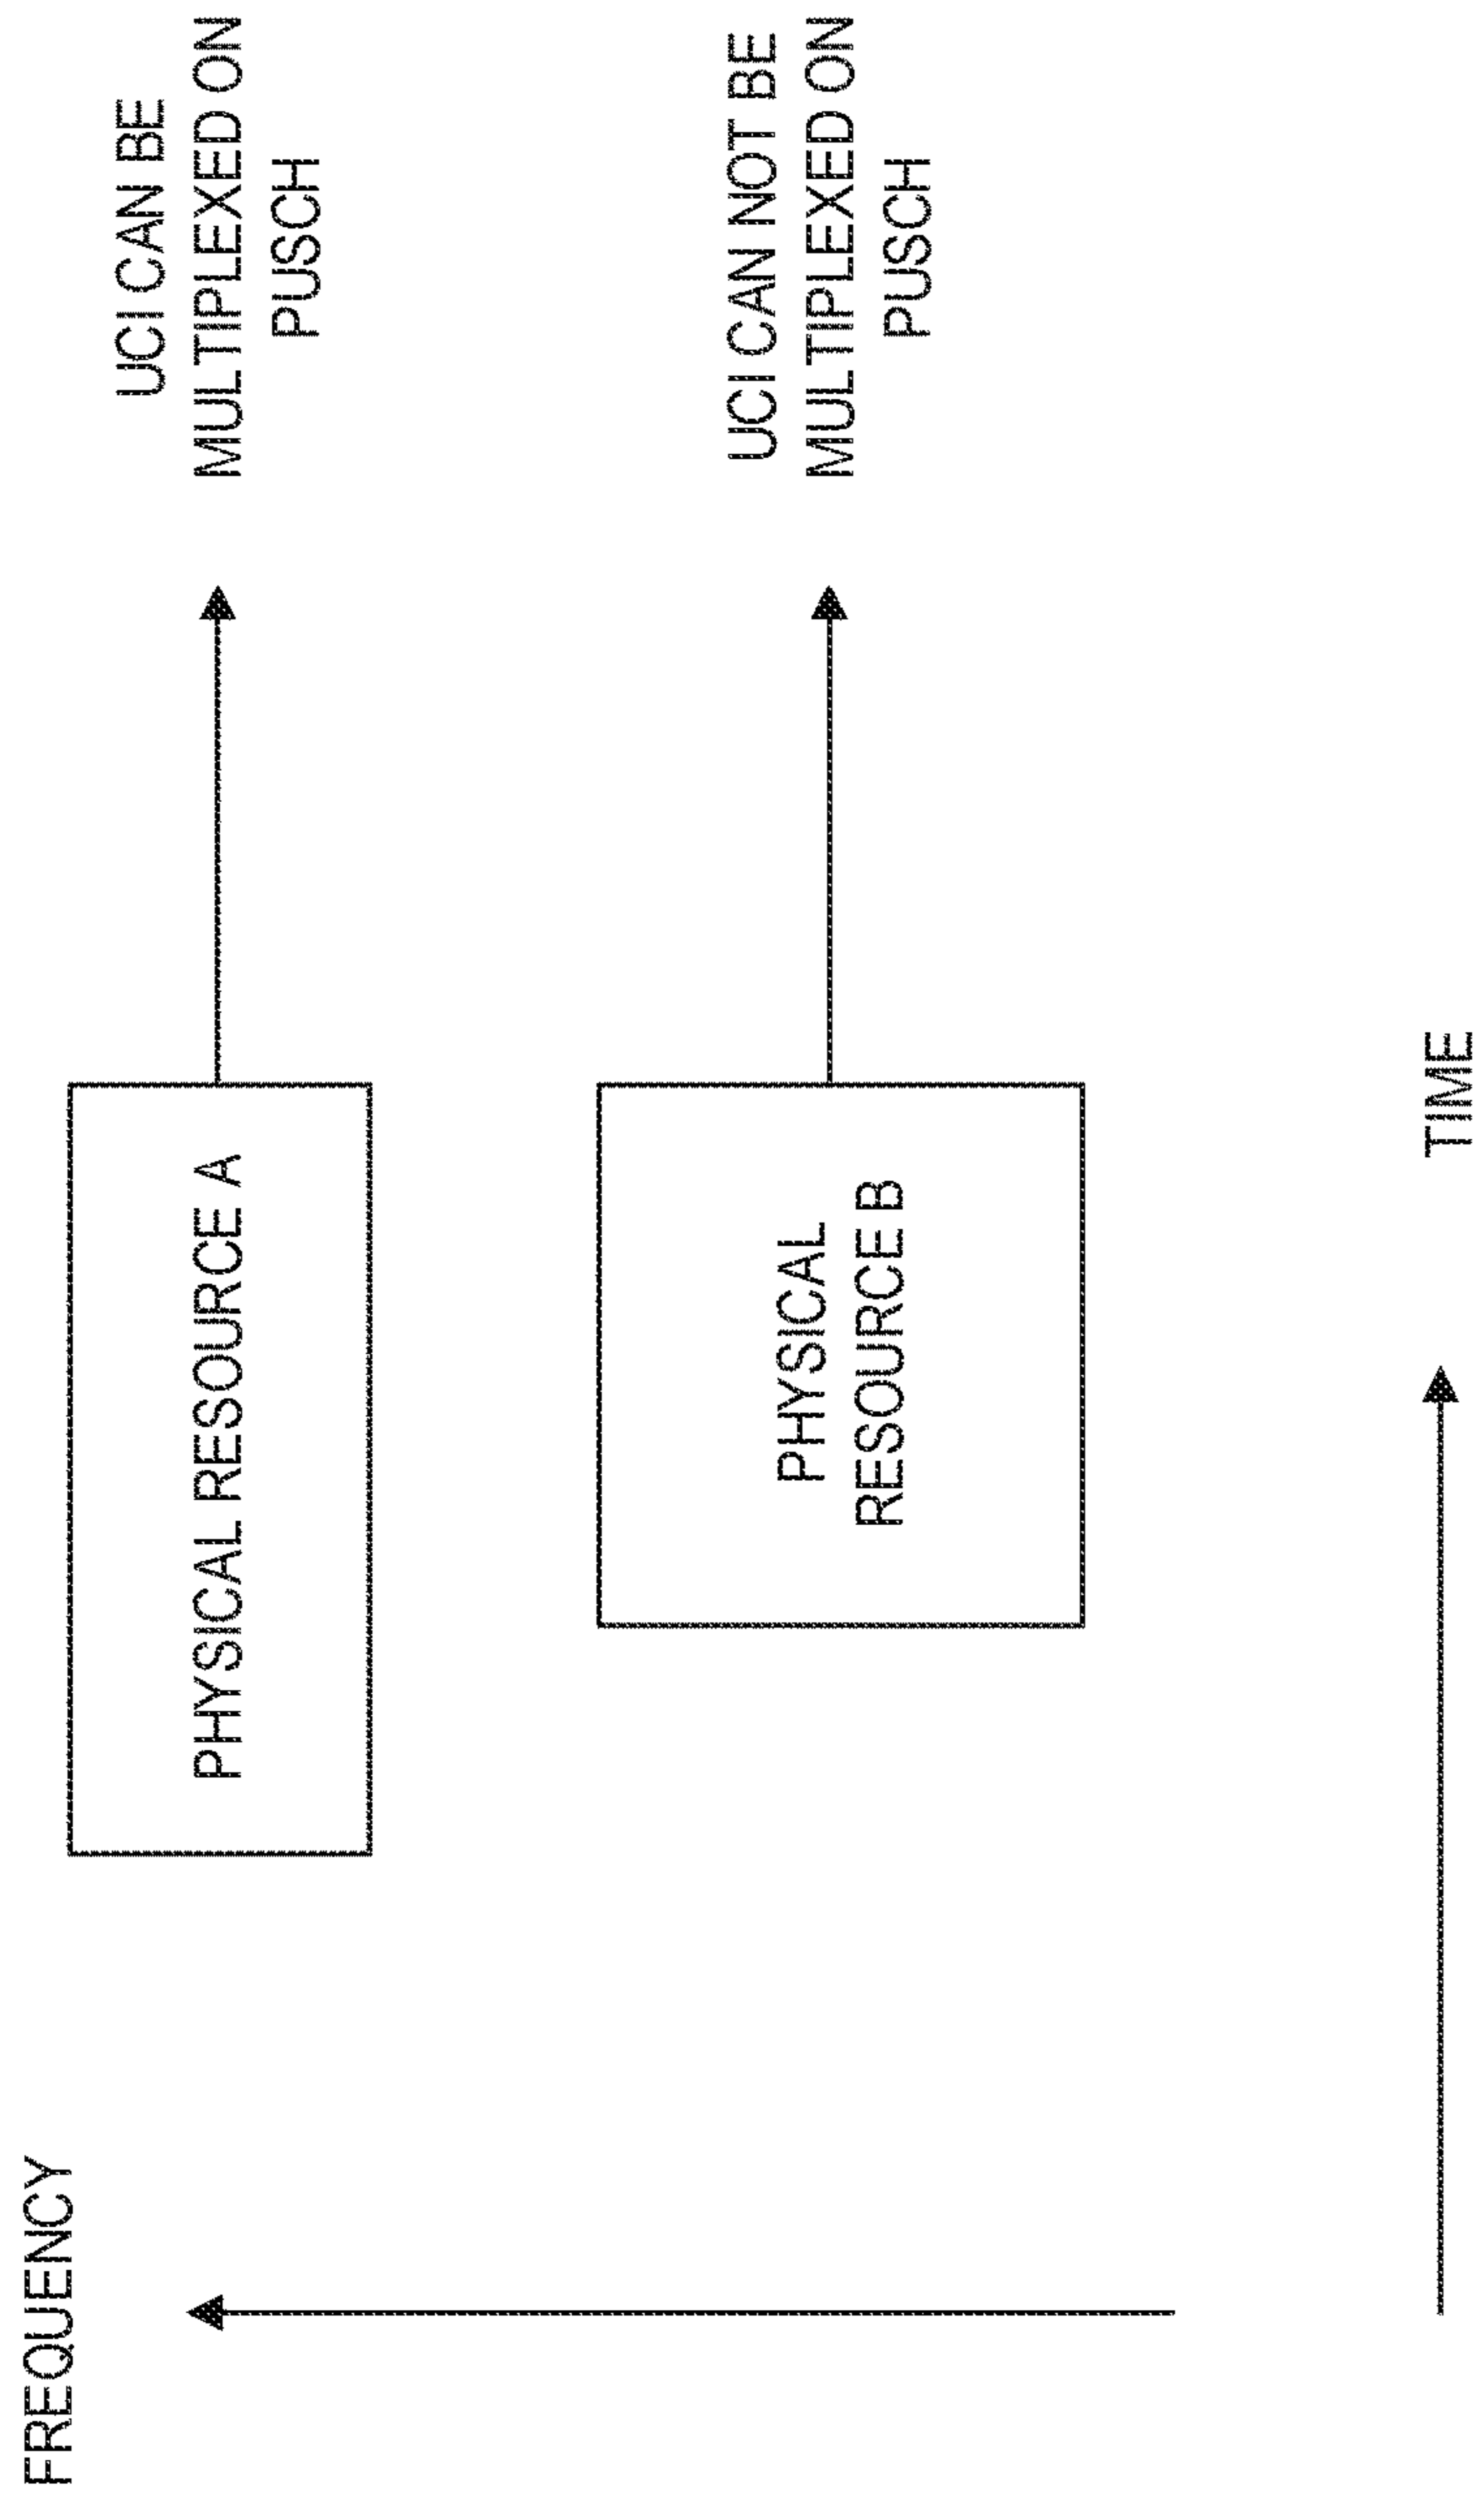 FREQUENCY
PHYSICAL RESOURCE A
UCI CAN BE
MULTIPLEXED ON
PUSCH
PHYSICAL
RESOURCE B
UCI CAN NOT BE
MULTIPLEXED ON
PUSCH
TIME